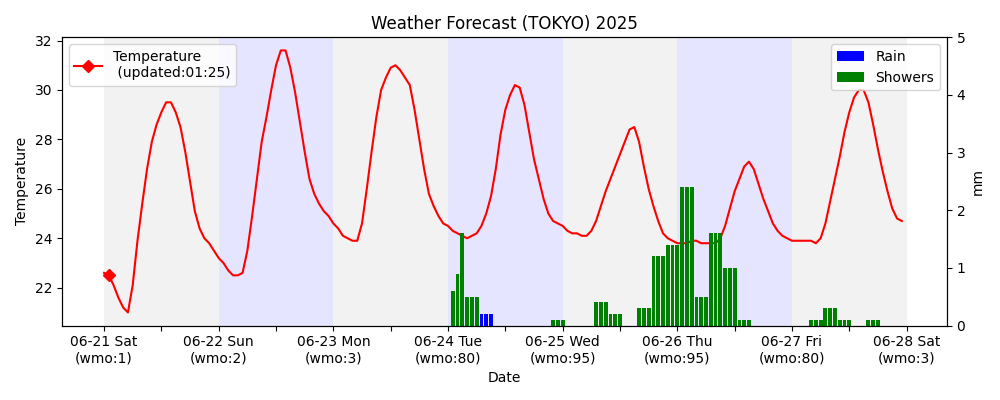 Weather Forecast (TOKYO) 2025
Temperature
(updated:01:25)
Rain
Showers
Temperature
32
30
28
26
24
22
mm
5
4
3
2
1
0
06-21 Sat
(wmo:1)
06-22 Sun
(wmo:2)
06-23 Mon
(wmo:3)
06-24 Tue
(wmo:80)
06-25 Wed
(wmo:95)
06-26 Thu
(wmo:95)
06-27 Fri
(wmo:80)
06-28 Sat
(wmo:3)
Date